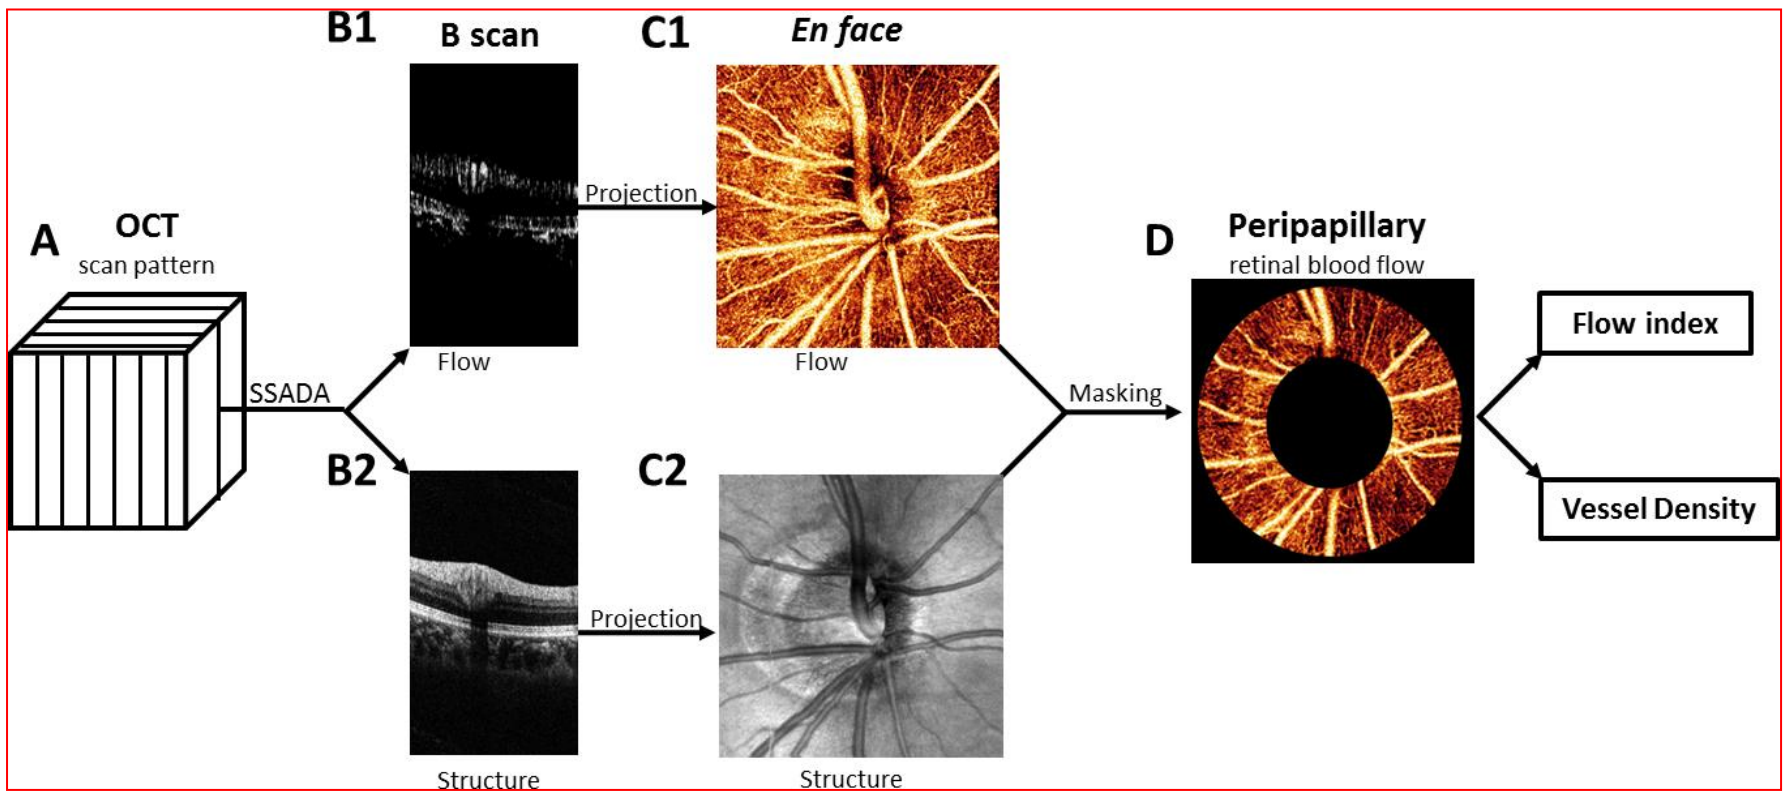 A
OCT
scan pattern
SSADA
B1
B scan
Flow
Projection
B2
Structure
Projection
C1
En face
Flow
C2
Structure
Masking
D
Peripapillary
retinal blood flow
Flow index
Vessel Density